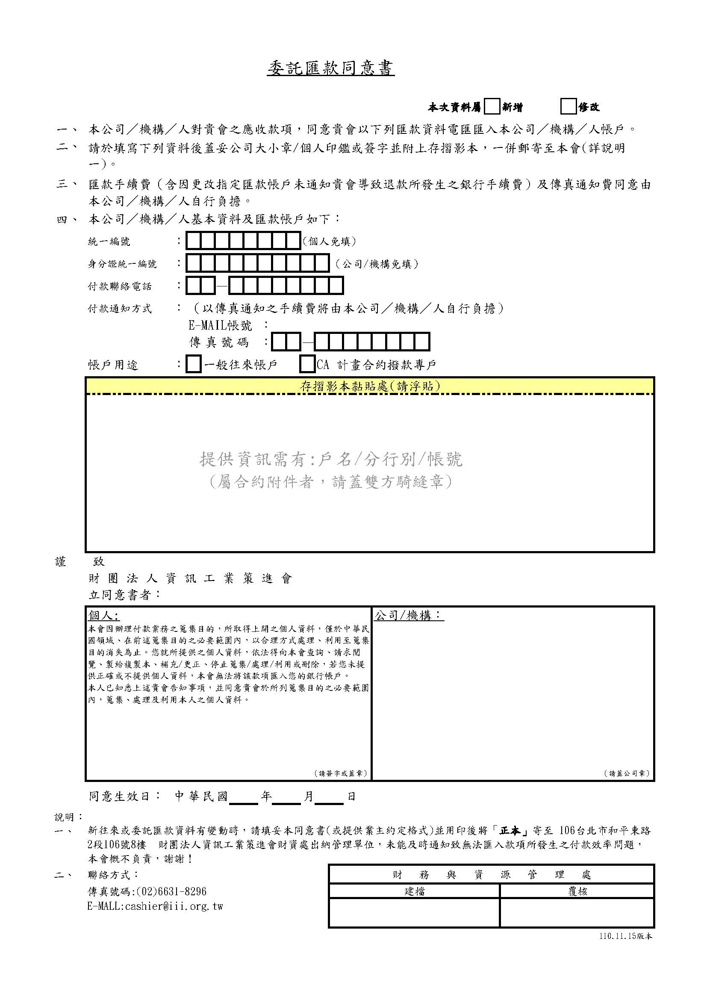 委託匯款同意書
本次資料屬 新增 修改
一、 本公司／機構／人對貴會之應收款項，同意貴會以下列匯款資料電匯匯入本公司／機構／人帳戶。
二、 請於填寫下列資料後蓋妥公司大小章/個人印鑑或簽字並附上存摺影本，一併郵寄至本會(詳說明
一)。
三、 匯款手續費（含因更改指定匯款帳戶未通知貴會導致退款所發生之銀行手續費）及傳真通知費同意由
本公司／機構／人自行負擔。
四、 本公司／機構／人基本資料及匯款帳戶如下：
統一編號 ： (個人免填)
身分證統一編號 ： （公司/機構免填）
付款聯絡電話 ： —
付款通知方式 ： （以傳真通知之手續費將由本公司／機構／人自行負擔）
E-MAIL帳號 ：
傳真號碼 ： —
帳戶用途 ： 一般往來帳戶 CA 計畫合約撥款專戶
存摺影本黏貼處(請浮貼)
提供資訊需有:戶名/分行別/帳號
(屬合約附件者，請蓋雙方騎縫章)
謹 致
財團法人資訊工業策進會
立同意書者：
個人:
本會因辦理付款業務之蒐集目的，所取得上開之個人資料，僅於中華民
國領域、在前述蒐集目的之必要範圍內，以合理方式處理、利用至蒐集
目的消失為止。您就所提供之個人資料，依法得向本會查詢、請求閱
覽、製給複製本、補充/更正、停止蒐集/處理/利用或刪除，若您未提
供正確或不提供個人資料，本會無法將該款項匯入您的銀行帳戶。
本人已知悉上述貴會告知事項，並同意貴會於所列蒐集目的之必要範圍
內，蒐集、處理及利用本人之個人資料。
（請簽字或蓋章）
公司/機構：
（請蓋公司章）
同意生效日： 中華民國 年 月 日
說明：
一、 新往來或委託匯款資料有變動時，請填妥本同意書(或提供業主約定格式)並用印後將「正本」寄至 106台北市和平東路
2段106號8樓 財團法人資訊工業策進會財資處出納管理單位，未能及時通知致無法匯入款項所發生之付款效率問題，
本會概不負責，謝謝！
二、 聯絡方式：
傳真號碼:(02)6631-8296
E-MALL:cashier@iii.org.tw
財務與資源管理處
建檔 覆核
110.11.15版本